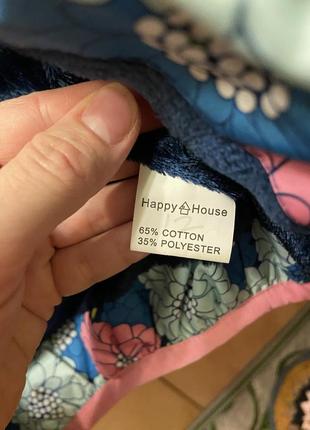 Happy House
65% COTTON
35% POLYESTER